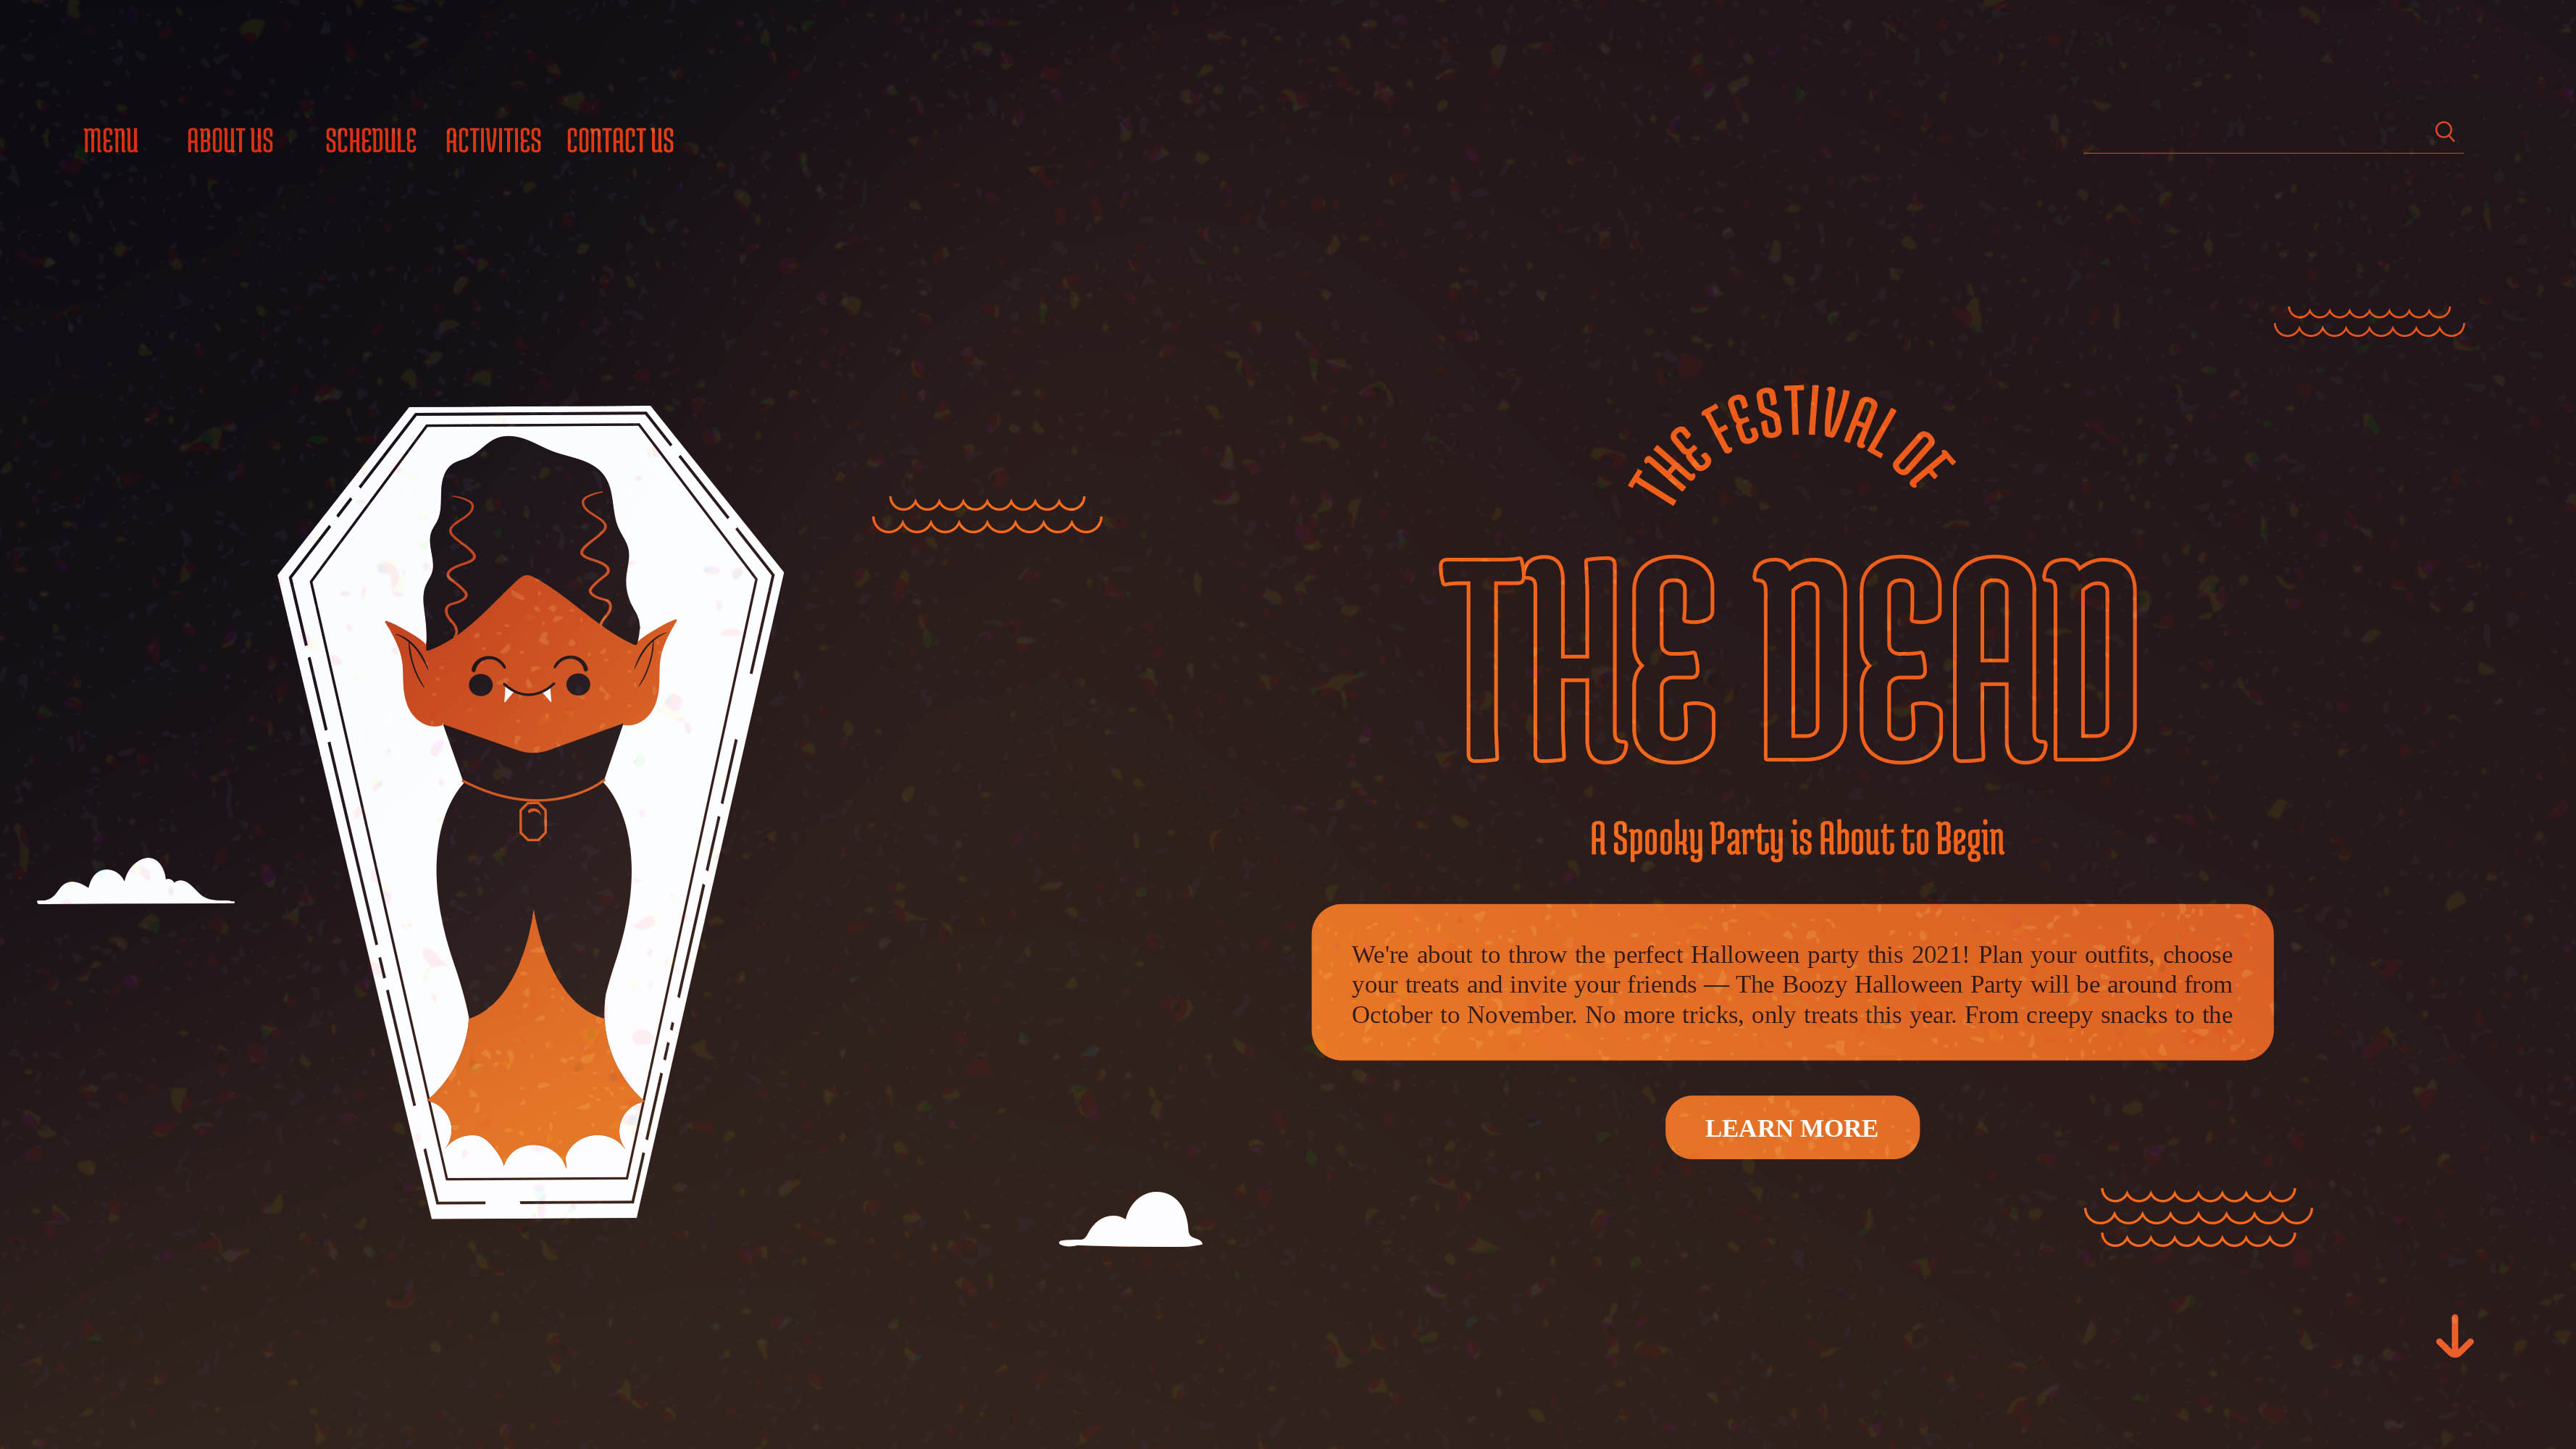 MENU ABOUT US SCHEDULE ACTIVITIES CONTACT US
THE FESTIVAL OF
THE DEAD
A Spooky Party is About to Begin
We're about to throw the perfect Halloween party this 2021! Plan your outfits, choose
your treats and invite your friends — The Boozy Halloween Party will be around from
October to November. No more tricks, only treats this year. From creepy snacks to the
LEARN MORE